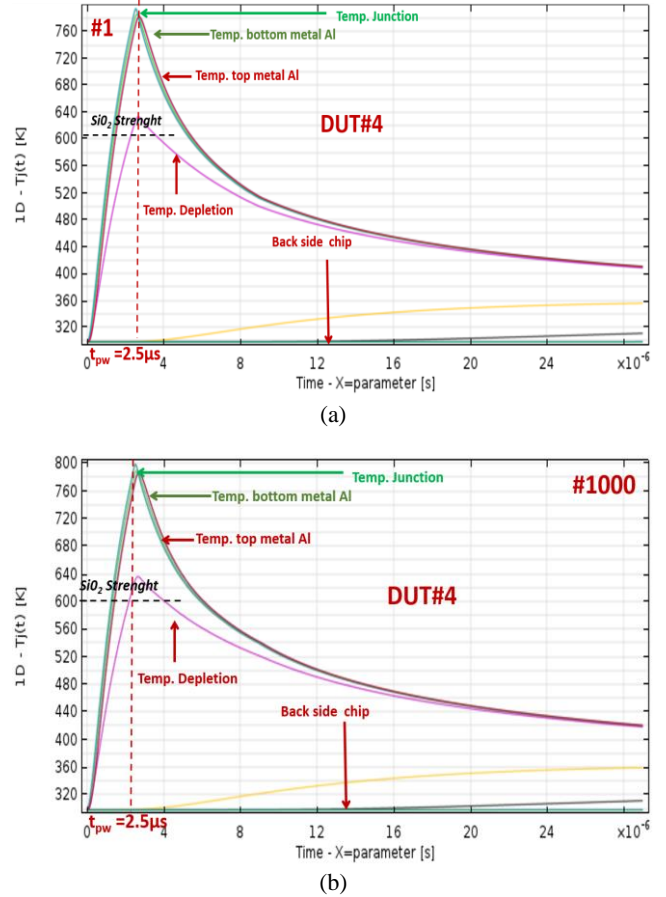 #1
Temp. Junction
Temp. bottom metal Al
Temp. top metal Al
SiO2 Strenght
DUT#4
Temp. Depletion
Back side chip
1D - Tj(t) [K]
760
720
680
640
600
560
520
480
440
400
360
320
tpw =2.5µs
0 4 8 12 16 20 24 ×10-6
Time - X=parameter [s]
(a)
#1000
Temp. Junction
Temp. bottom metal Al
Temp. top metal Al
SiO2 Strenght
DUT#4
Temp. Depletion
Back side chip
1D - Tj(t) [K]
800
760
720
680
640
600
560
520
480
440
400
360
320
tpw =2.5µs
0 4 8 12 16 20 24 ×10-6
Time - X=parameter [s]
(b)